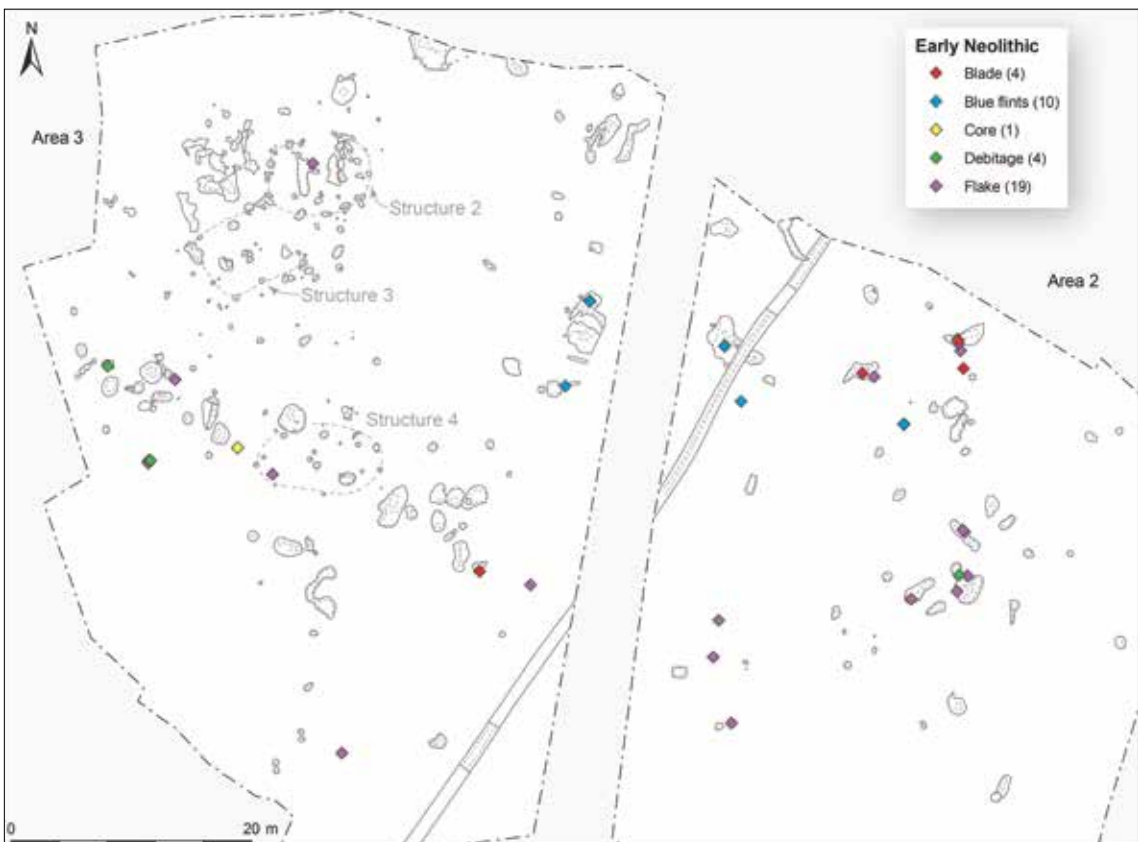 N
Early Neolithic
Blade (4)
Blue flints (10)
Core (1)
Debitage (4)
Flake (19)
Area 3
Structure 2
Area 2
Structure 3
Structure 4
0
20 m